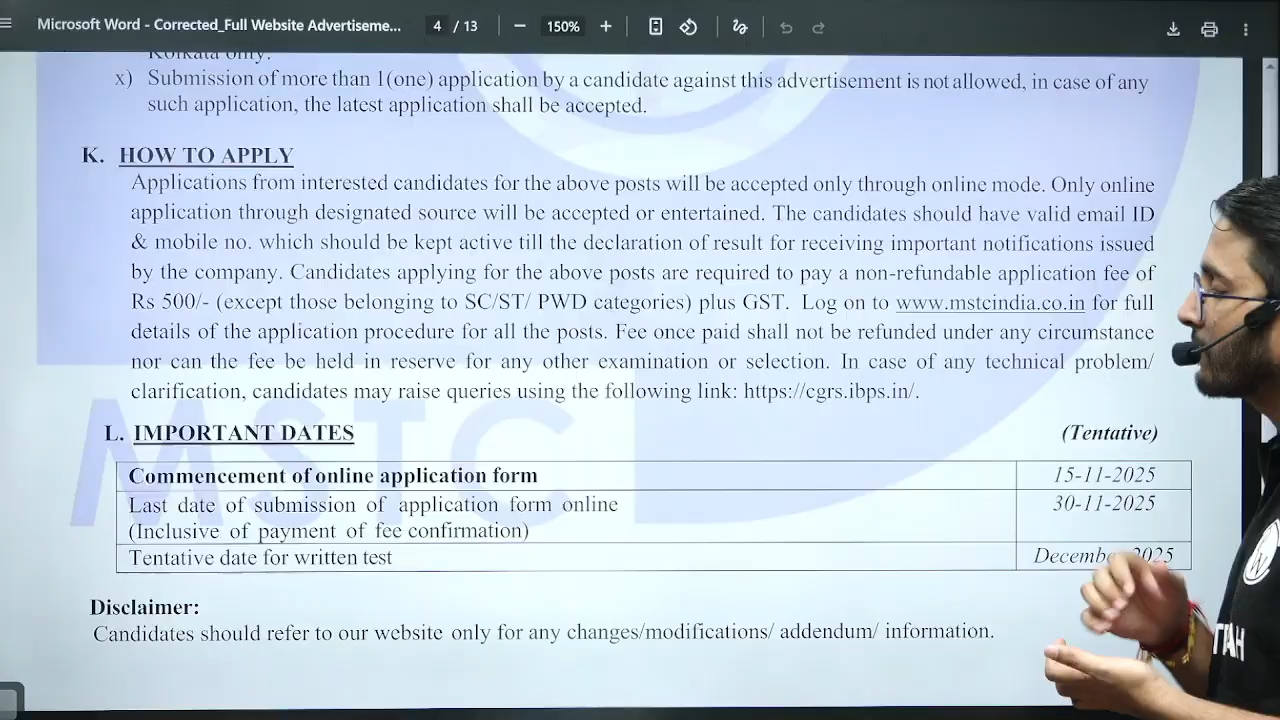 Microsoft Word - Corrected_Full Website Advertiseme...
4 / 13
150%
Kolkata only.
x) Submission of more than 1(one) application by a candidate against this advertisement is not allowed, in case of any
such application, the latest application shall be accepted.
K. HOW TO APPLY
Applications from interested candidates for the above posts will be accepted only through online mode. Only online
application through designated source will be accepted or entertained. The candidates should have valid email ID
& mobile no. which should be kept active till the declaration of result for receiving important notifications issued
by the company. Candidates applying for the above posts are required to pay a non-refundable application fee of
Rs 500/- (except those belonging to SC/ST/ PWD categories) plus GST. Log on to www.mstcindia.co.in for full
details of the application procedure for all the posts. Fee once paid shall not be refunded under any circumstance
nor can the fee be held in reserve for any other examination or selection. In case of any technical problem/
clarification, candidates may raise queries using the following link: https://cgrs.ibps.in/.
L. IMPORTANT DATES (Tentative)
Commencement of online application form 15-11-2025
Last date of submission of application form online 30-11-2025
(Inclusive of payment of fee confirmation)
Tentative date for written test December 2025
Disclaimer:
Candidates should refer to our website only for any changes/modifications/ addendum/ information.
MSTC